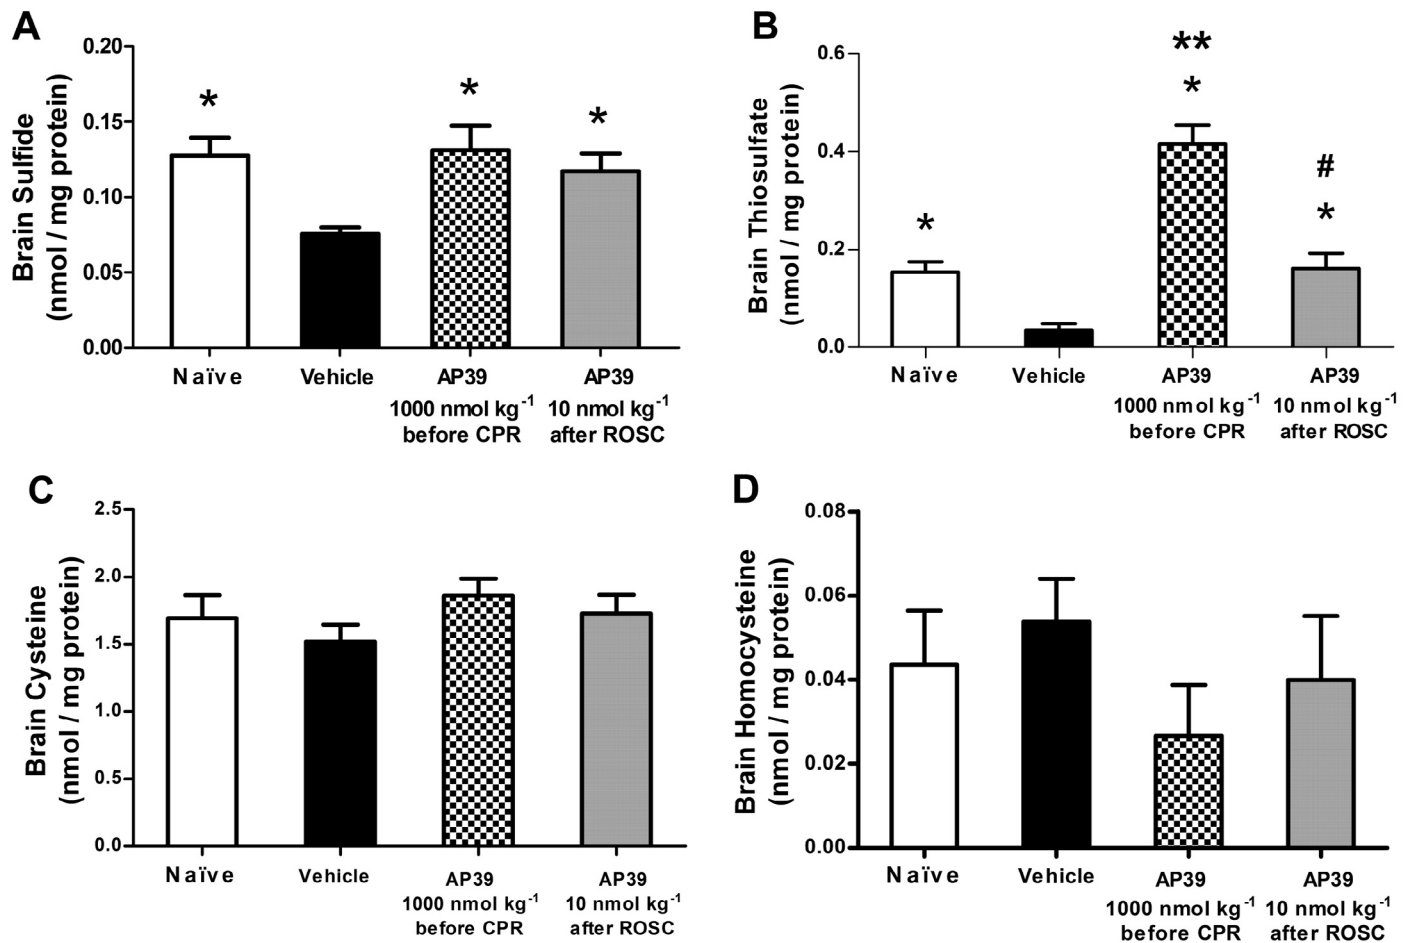 A
Brain Sulfide
(nmol / mg protein)
0.20
0.15
0.10
0.05
0.00
*
*
*
Naïve
Vehicle
AP39
1000 nmol kg⁻¹
before CPR
AP39
10 nmol kg⁻¹
after ROSC
B
Brain Thiosulfate
(nmol / mg protein)
0.6
0.4
0.2
0.0
*
**
*
#
*
Naïve
Vehicle
AP39
1000 nmol kg⁻¹
before CPR
AP39
10 nmol kg⁻¹
after ROSC
C
Brain Cysteine
(nmol / mg protein)
2.5
2.0
1.5
1.0
0.5
0.0
Naïve
Vehicle
AP39
1000 nmol kg⁻¹
before CPR
AP39
10 nmol kg⁻¹
after ROSC
D
Brain Homocysteine
(nmol / mg protein)
0.08
0.06
0.04
0.02
0.00
Naïve
Vehicle
AP39
1000 nmol kg⁻¹
before CPR
AP39
10 nmol kg⁻¹
after ROSC